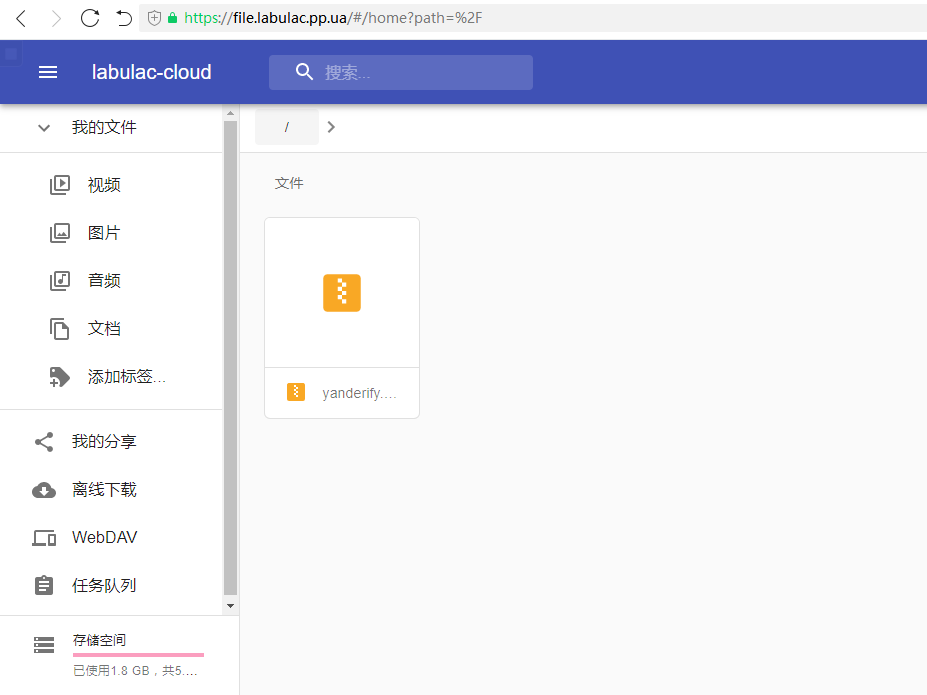 https://file.labulac.pp.ua/#/home?path=%2F
labulac-cloud
搜索...
我的文件
/
视频
图片
音频
文档
添加标签...
我的分享
离线下载
WebDAV
任务队列
存储空间
已使用1.8 GB，共5....
文件
yanderify....